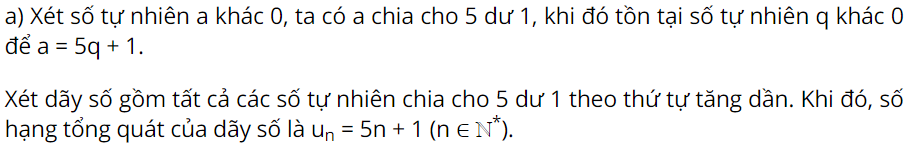 a) Xét số tự nhiên a khác 0, ta có a chia cho 5 dư 1, khi đó tồn tại số tự nhiên q khác 0
để a = 5q + 1.
Xét dãy số gồm tất cả các số tự nhiên chia cho 5 dư 1 theo thứ tự tăng dần. Khi đó, số
hạng tổng quát của dãy số là uₙ = 5n + 1 (n ∈ ℕ*).